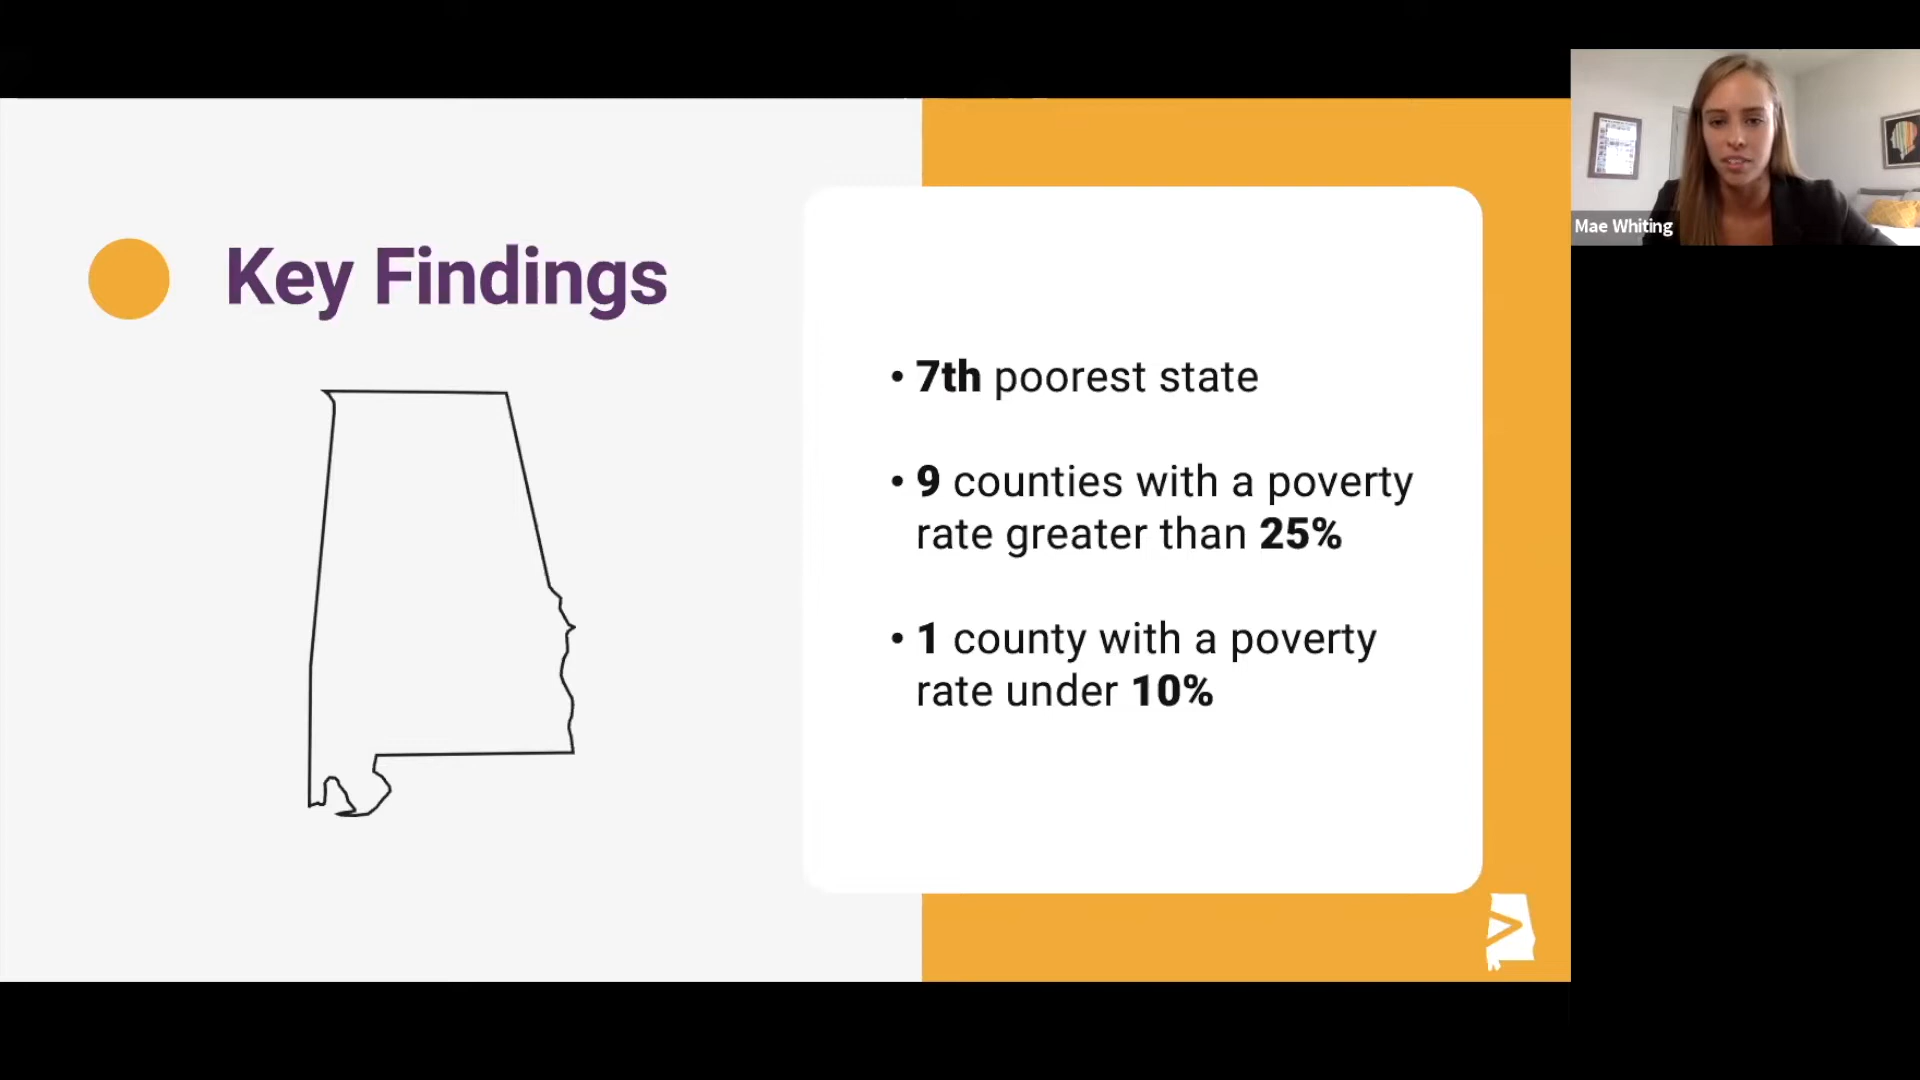 Key Findings
• 7th poorest state
• 9 counties with a poverty
rate greater than 25%
• 1 county with a poverty
rate under 10%
Mae Whiting